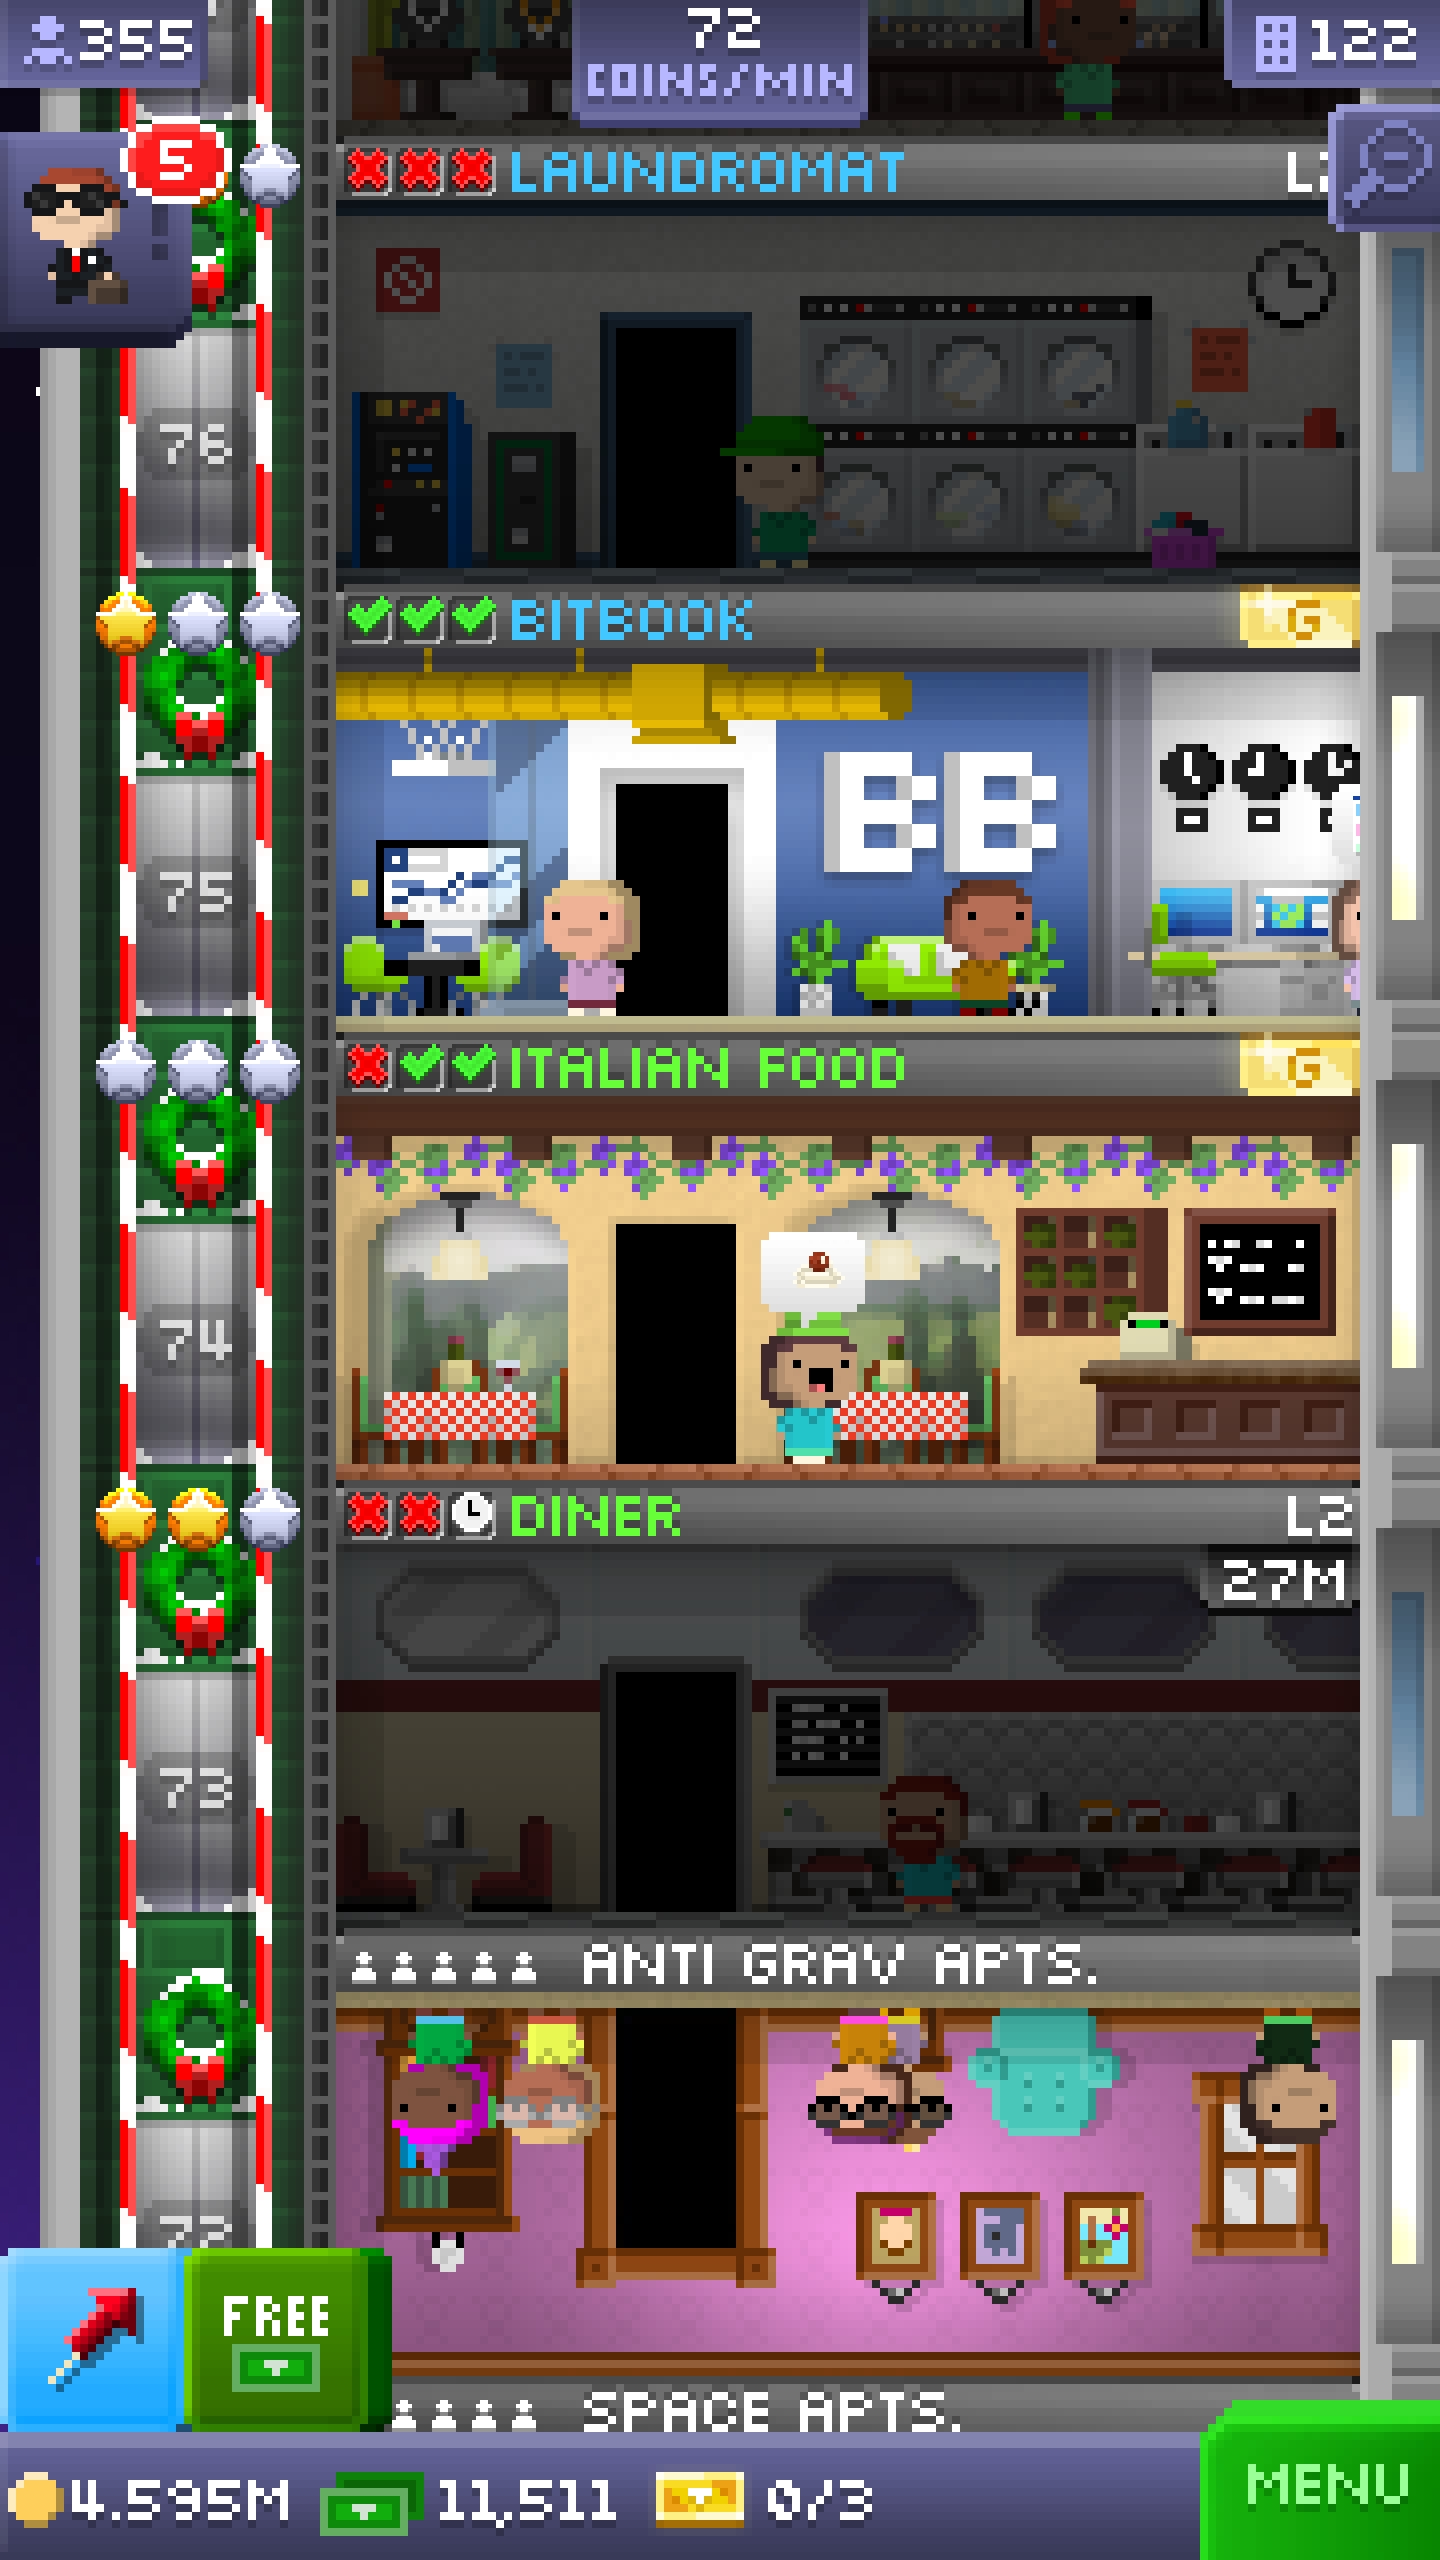 355
72
COINS/MIN
122
5
LAUNDROMAT
76
BITBOOK
G
BB
75
ITALIAN FOOD
G
74
DINER
L2
27M
73
ANTI GRAV APTS.
72
FREE
SPACE APTS.
4.595M
11,511
0/3
MENU